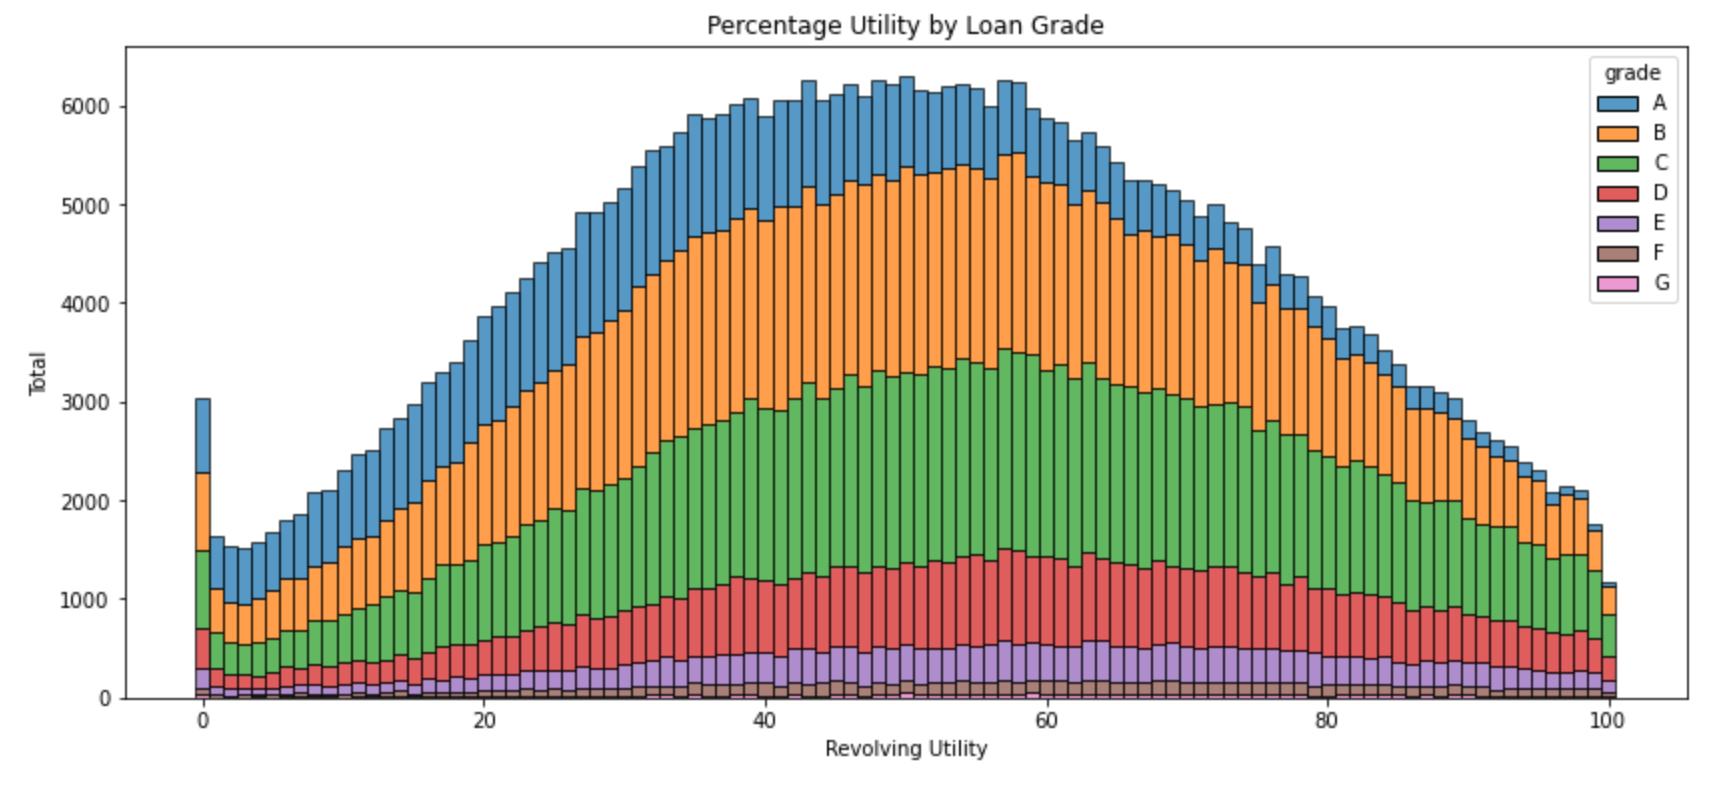 Percentage Utility by Loan Grade
grade
A
B
C
D
E
F
G
6000
5000
4000
3000
2000
1000
0
Total
0 20 40 60 80 100
Revolving Utility